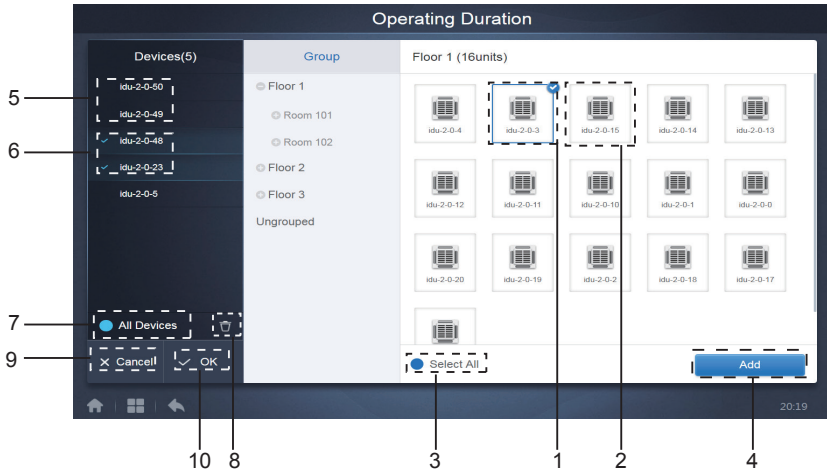 Operating Duration
Devices(5)
Group
Floor 1 (16units)
5
idu-2-0-50
idu-2-0-49
6
idu-2-0-48
idu-2-0-23
idu-2-0-5
Floor 1
Room 101
Room 102
Floor 2
Floor 3
Ungrouped
idu-2-0-4 idu-2-0-3 idu-2-0-15 idu-2-0-14 idu-2-0-13
idu-2-0-12 idu-2-0-11 idu-2-0-10 idu-2-0-1 idu-2-0-0
idu-2-0-20 idu-2-0-19 idu-2-0-2 idu-2-0-18 idu-2-0-17
7
All Devices
9
Cancel
OK
Select All
Add
20:19
10 8 3 1 2 4